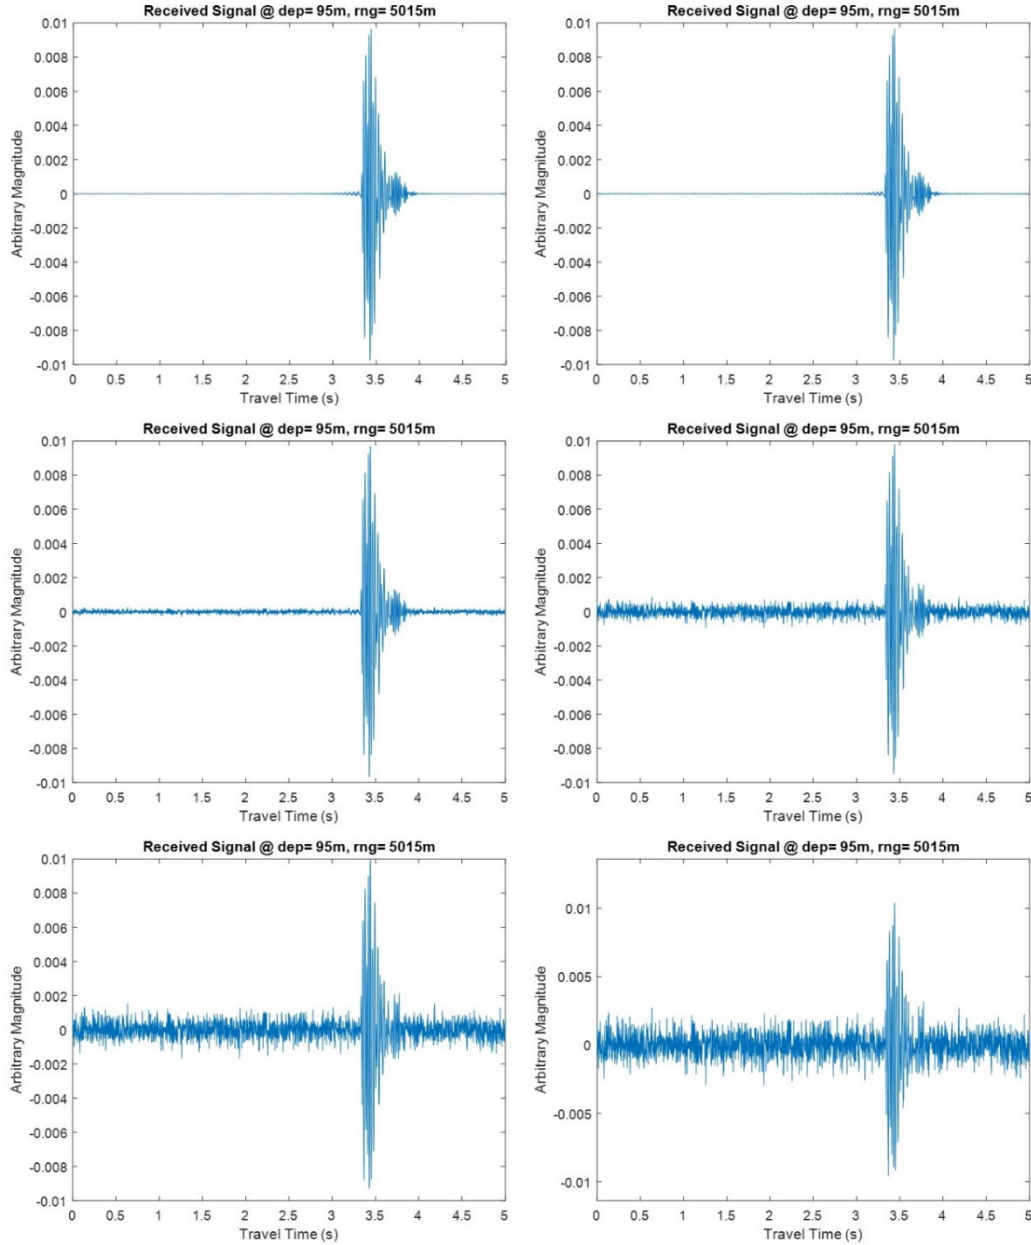 Received Signal @ dep= 95m, rng= 5015m
Arbitrary Magnitude
0.01
0.008
0.006
0.004
0.002
0
-0.002
-0.004
-0.006
-0.008
-0.01
0 0.5 1 1.5 2 2.5 3 3.5 4 4.5 5
Travel Time (s)
Received Signal @ dep= 95m, rng= 5015m
Arbitrary Magnitude
0.01
0.008
0.006
0.004
0.002
0
-0.002
-0.004
-0.006
-0.008
-0.01
0 0.5 1 1.5 2 2.5 3 3.5 4 4.5 5
Travel Time (s)
Received Signal @ dep= 95m, rng= 5015m
Arbitrary Magnitude
0.01
0.008
0.006
0.004
0.002
0
-0.002
-0.004
-0.006
-0.008
-0.01
0 0.5 1 1.5 2 2.5 3 3.5 4 4.5 5
Travel Time (s)
Received Signal @ dep= 95m, rng= 5015m
Arbitrary Magnitude
0.01
0.008
0.006
0.004
0.002
0
-0.002
-0.004
-0.006
-0.008
-0.01
0 0.5 1 1.5 2 2.5 3 3.5 4 4.5 5
Travel Time (s)
Received Signal @ dep= 95m, rng= 5015m
Arbitrary Magnitude
0.01
0.008
0.006
0.004
0.002
0
-0.002
-0.004
-0.006
-0.008
-0.01
0 0.5 1 1.5 2 2.5 3 3.5 4 4.5 5
Travel Time (s)
Received Signal @ dep= 95m, rng= 5015m
Arbitrary Magnitude
0.01
0.005
0
-0.005
-0.01
0 0.5 1 1.5 2 2.5 3 3.5 4 4.5 5
Travel Time (s)